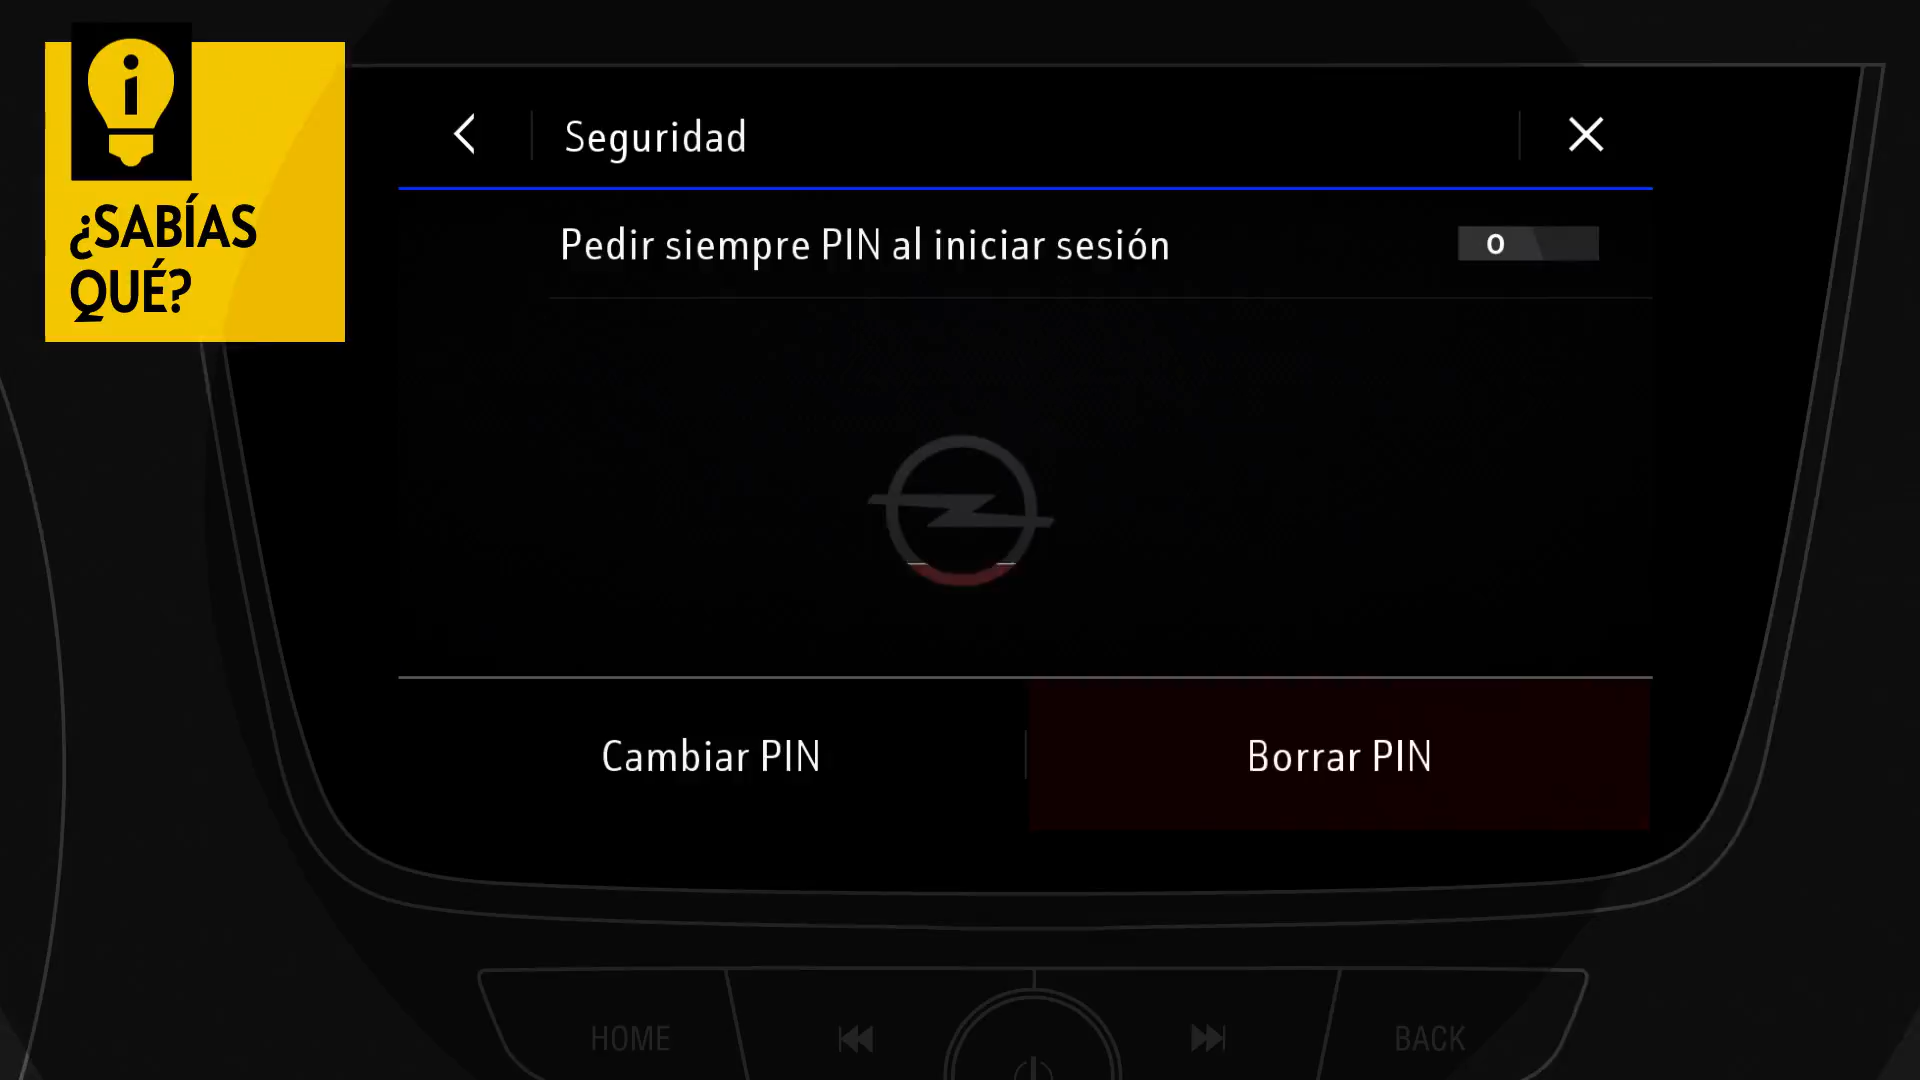 ¿SABÍAS
QUÉ?
Seguridad
Pedir siempre PIN al iniciar sesión
O
Cambiar PIN
Borrar PIN
HOME
BACK